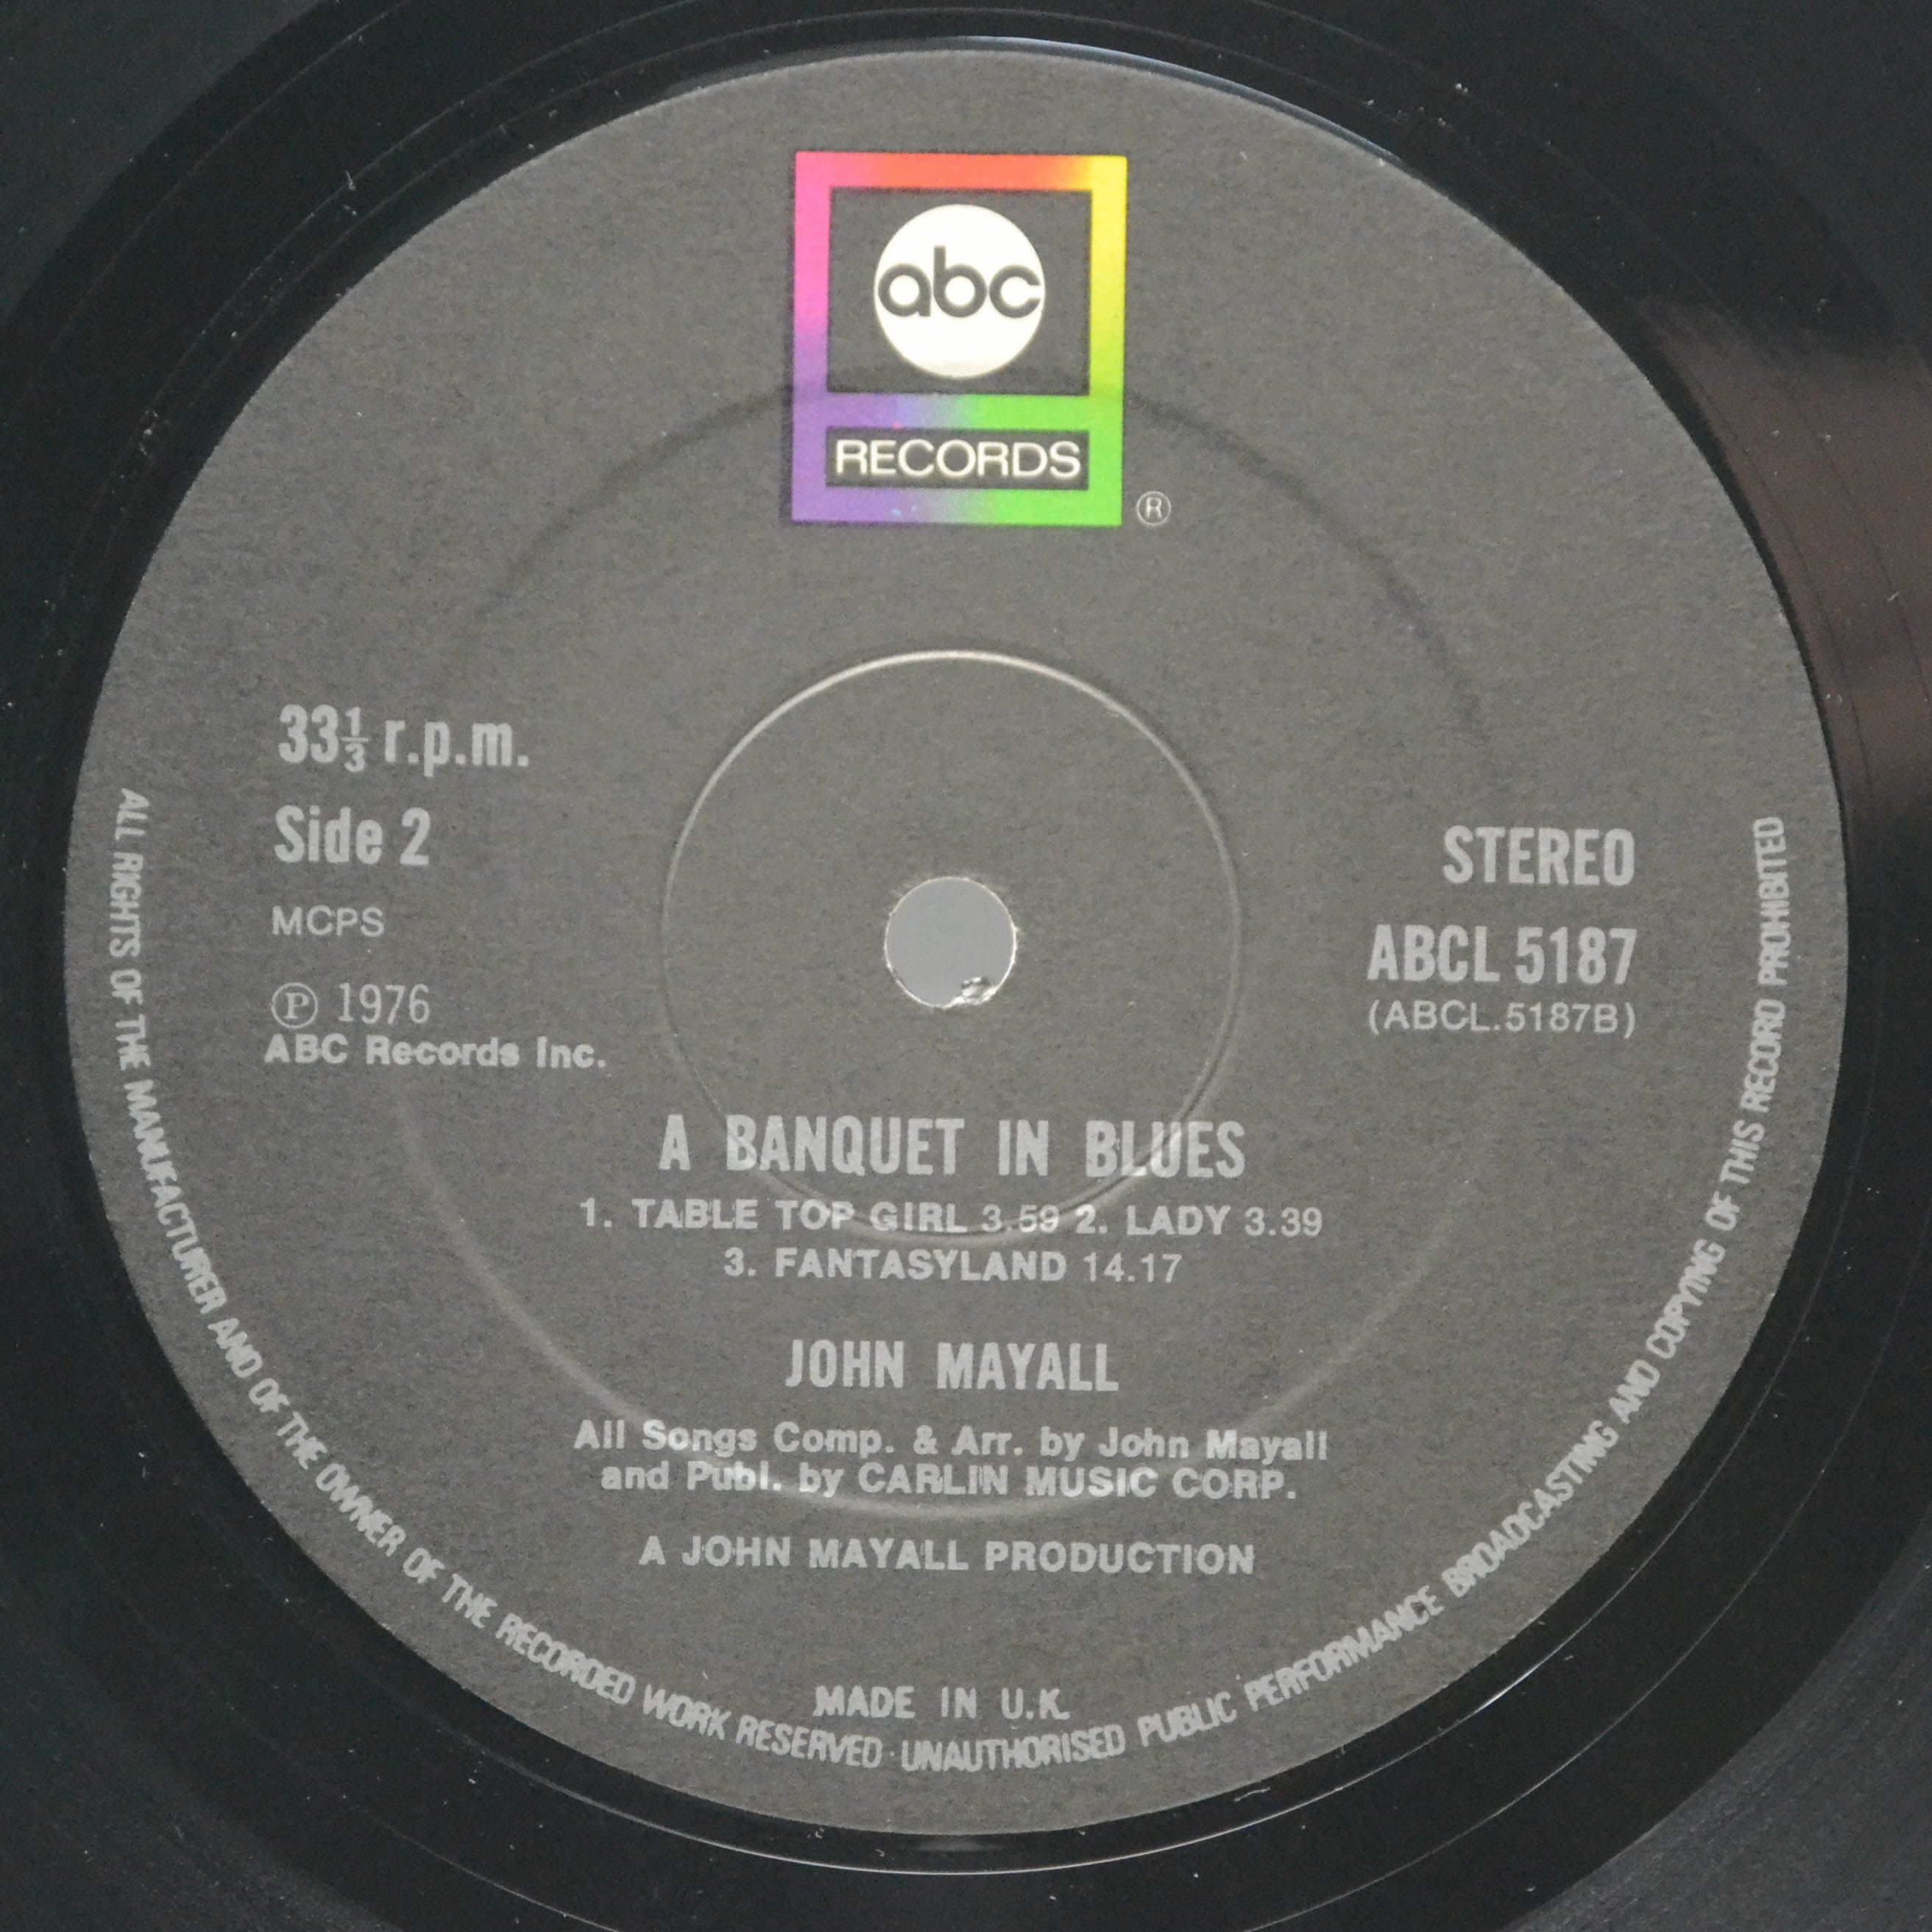 abc
RECORDS
®
33⅓ r.p.m.
Side 2
MCPS
Ⓟ 1976
ABC Records Inc.
STEREO
ABCL 5187
(ABCL.5187B)
A BANQUET IN BLUES
1. TABLE TOP GIRL 3.59 2. LADY 3.39
3. FANTASYLAND 14.17
JOHN MAYALL
All Songs Comp. & Arr. by John Mayall
and Publ. by CARLIN MUSIC CORP.
A JOHN MAYALL PRODUCTION
MADE IN U.K.
ALL RIGHTS OF THE MANUFACTURER AND OF THE OWNER OF THE RECORDED WORK RESERVED · UNAUTHORISED PUBLIC PERFORMANCE BROADCASTING AND COPYING OF THIS RECORD PROHIBITED